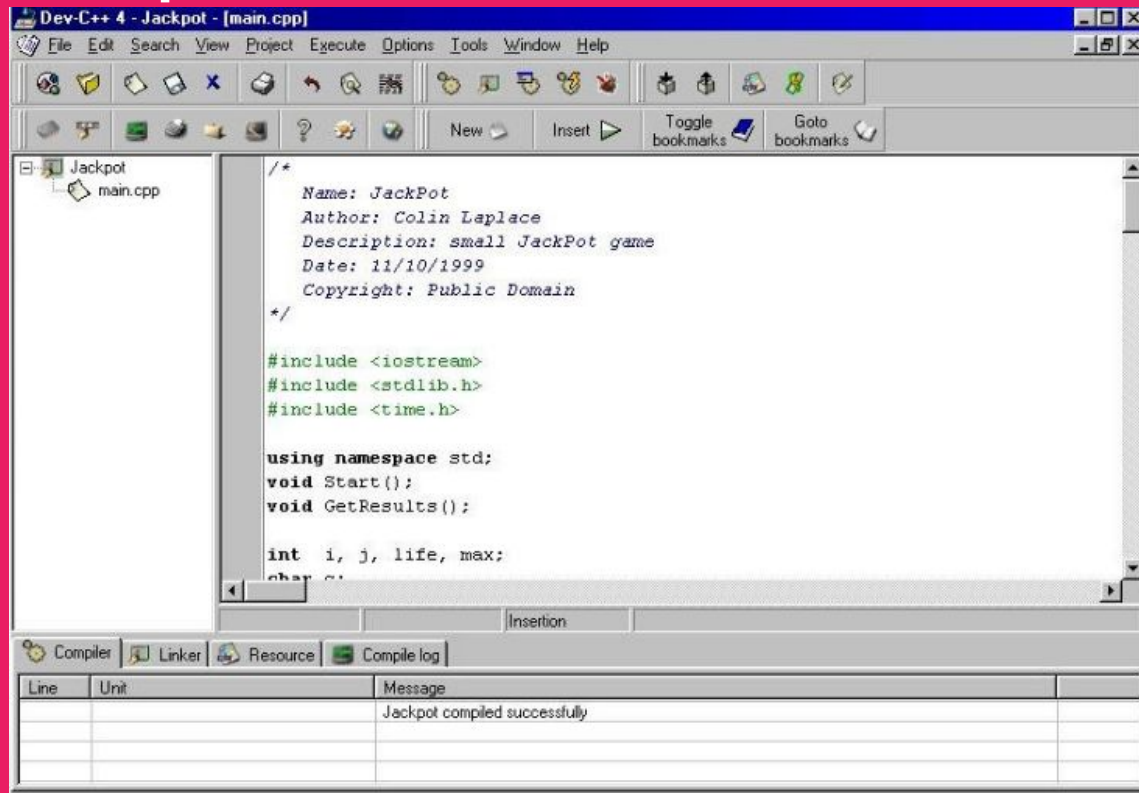 Dev-C++ 4 - Jackpot - [main.cpp]
File Edit Search View Project Execute Options Tools Window Help
New Insert Toggle bookmarks Goto bookmarks
Jackpot
main.cpp
/*
Name: JackPot
Author: Colin Laplace
Description: small JackPot game
Date: 11/10/1999
Copyright: Public Domain
*/
#include <iostream>
#include <stdlib.h>
#include <time.h>
using namespace std;
void Start();
void GetResults();
int i, j, life, max;
Insertion
Compiler Linker Resource Compile log
Line Unit Message
Jackpot compiled successfully